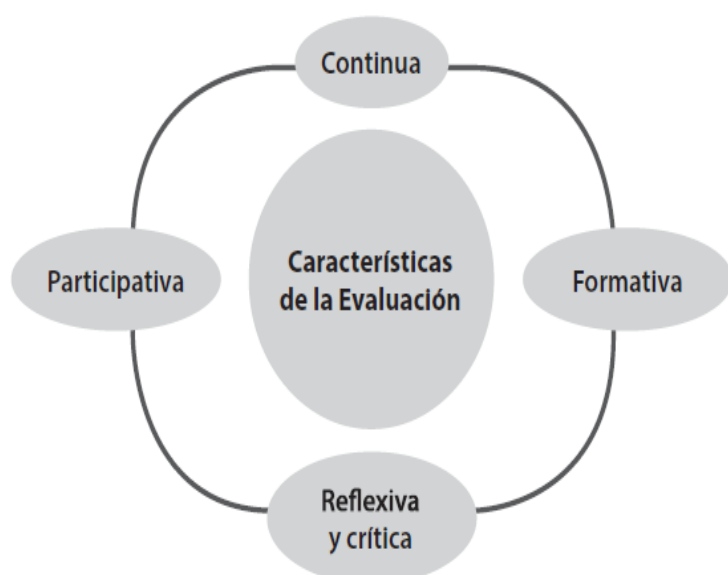 Continua
Participativa
Características
de la Evaluación
Formativa
Reflexiva
y crítica